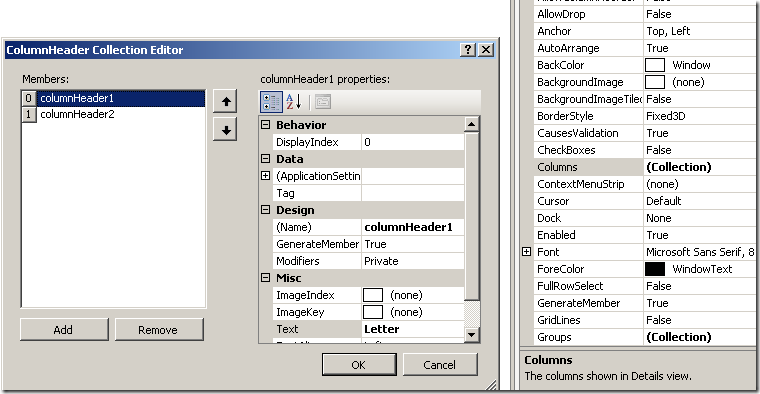 ColumnHeader Collection Editor
Members:
0 columnHeader1
1 columnHeader2
Add
Remove
columnHeader1 properties:
Behavior
DisplayIndex 0
Data
(ApplicationSettin
Tag
Design
(Name) columnHeader1
GenerateMember True
Modifiers Private
Misc
ImageIndex (none)
ImageKey (none)
Text Letter
OK
Cancel
AllowDrop False
Anchor Top, Left
AutoArrange True
BackColor Window
BackgroundImage (none)
BackgroundImageTiled False
BorderStyle Fixed3D
CausesValidation True
CheckBoxes False
Columns (Collection)
ContextMenuStrip (none)
Cursor Default
Dock None
Enabled True
Font Microsoft Sans Serif, 8
ForeColor WindowText
FullRowSelect False
GenerateMember True
GridLines False
Groups (Collection)
Columns
The columns shown in Details view.